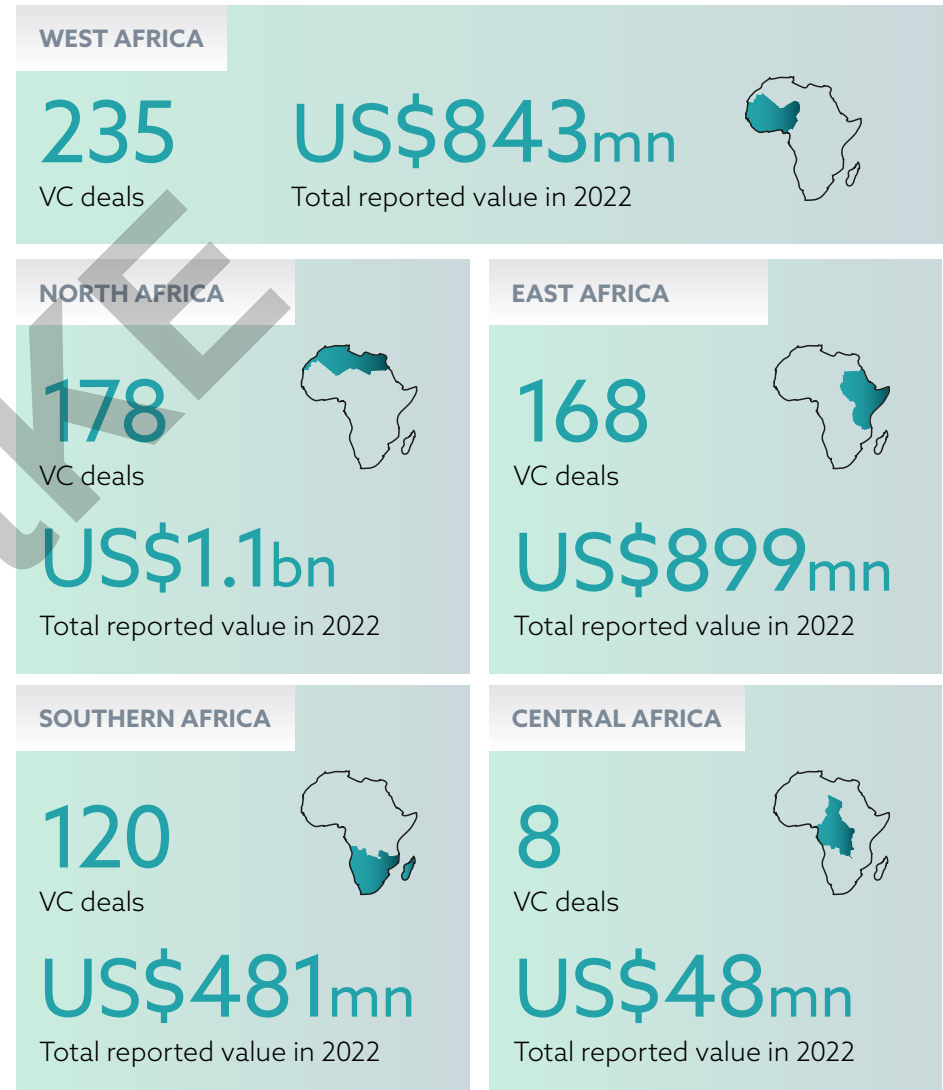 WEST AFRICA
235
VC deals
US$843mn
Total reported value in 2022
NORTH AFRICA
178
VC deals
US$1.1bn
Total reported value in 2022
EAST AFRICA
168
VC deals
US$899mn
Total reported value in 2022
SOUTHERN AFRICA
120
VC deals
US$481mn
Total reported value in 2022
CENTRAL AFRICA
8
VC deals
US$48mn
Total reported value in 2022